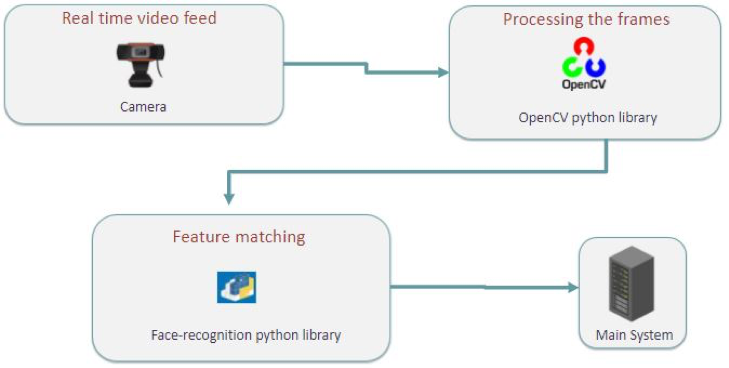 Real time video feed
Camera
Processing the frames
OpenCV
OpenCV python library
Feature matching
Face-recognition python library
Main System